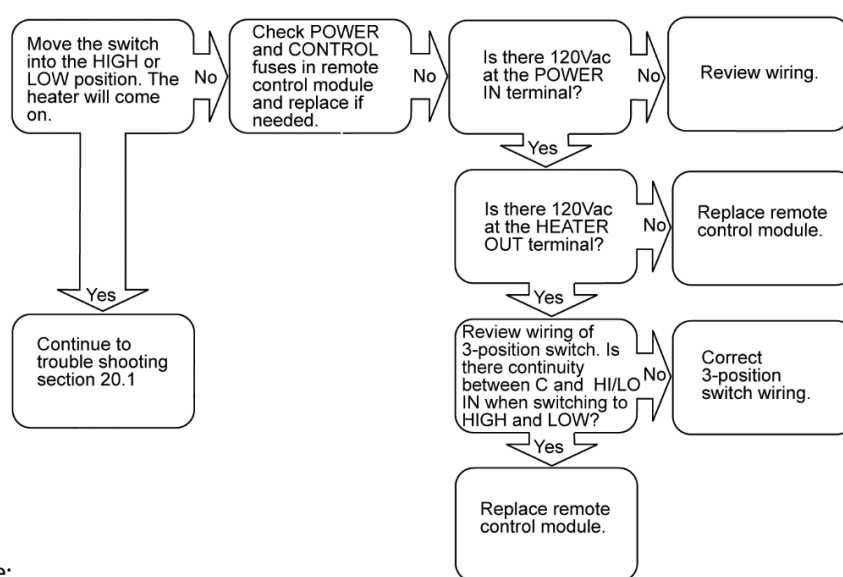 Move the switch
into the HIGH or
LOW position. The
heater will come
on.
No
Check POWER
and CONTROL
fuses in remote
control module
and replace if
needed.
No
Is there 120Vac
at the POWER
IN terminal?
No
Review wiring.
Yes
Is there 120Vac
at the HEATER
OUT terminal?
No
Replace remote
control module.
Yes
Yes
Continue to
trouble shooting
section 20.1
Review wiring of
3-position switch. Is
there continuity
between C and HI/LO
IN when switching to
HIGH and LOW?
No
Correct
3-position
switch wiring.
Yes
Replace remote
control module.
e: